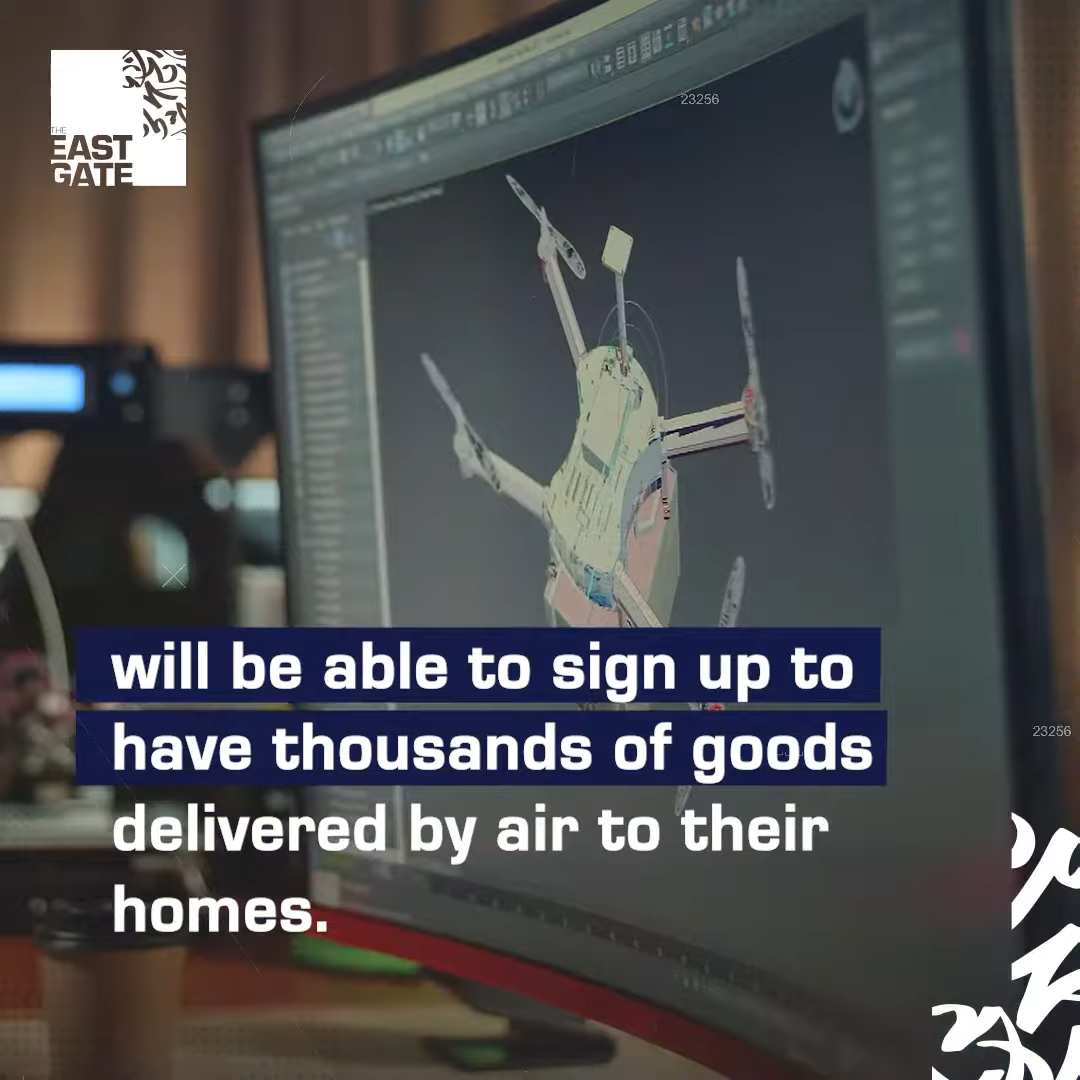 THE
EAST
GATE
23256
will be able to sign up to
have thousands of goods
23256
delivered by air to their
homes.